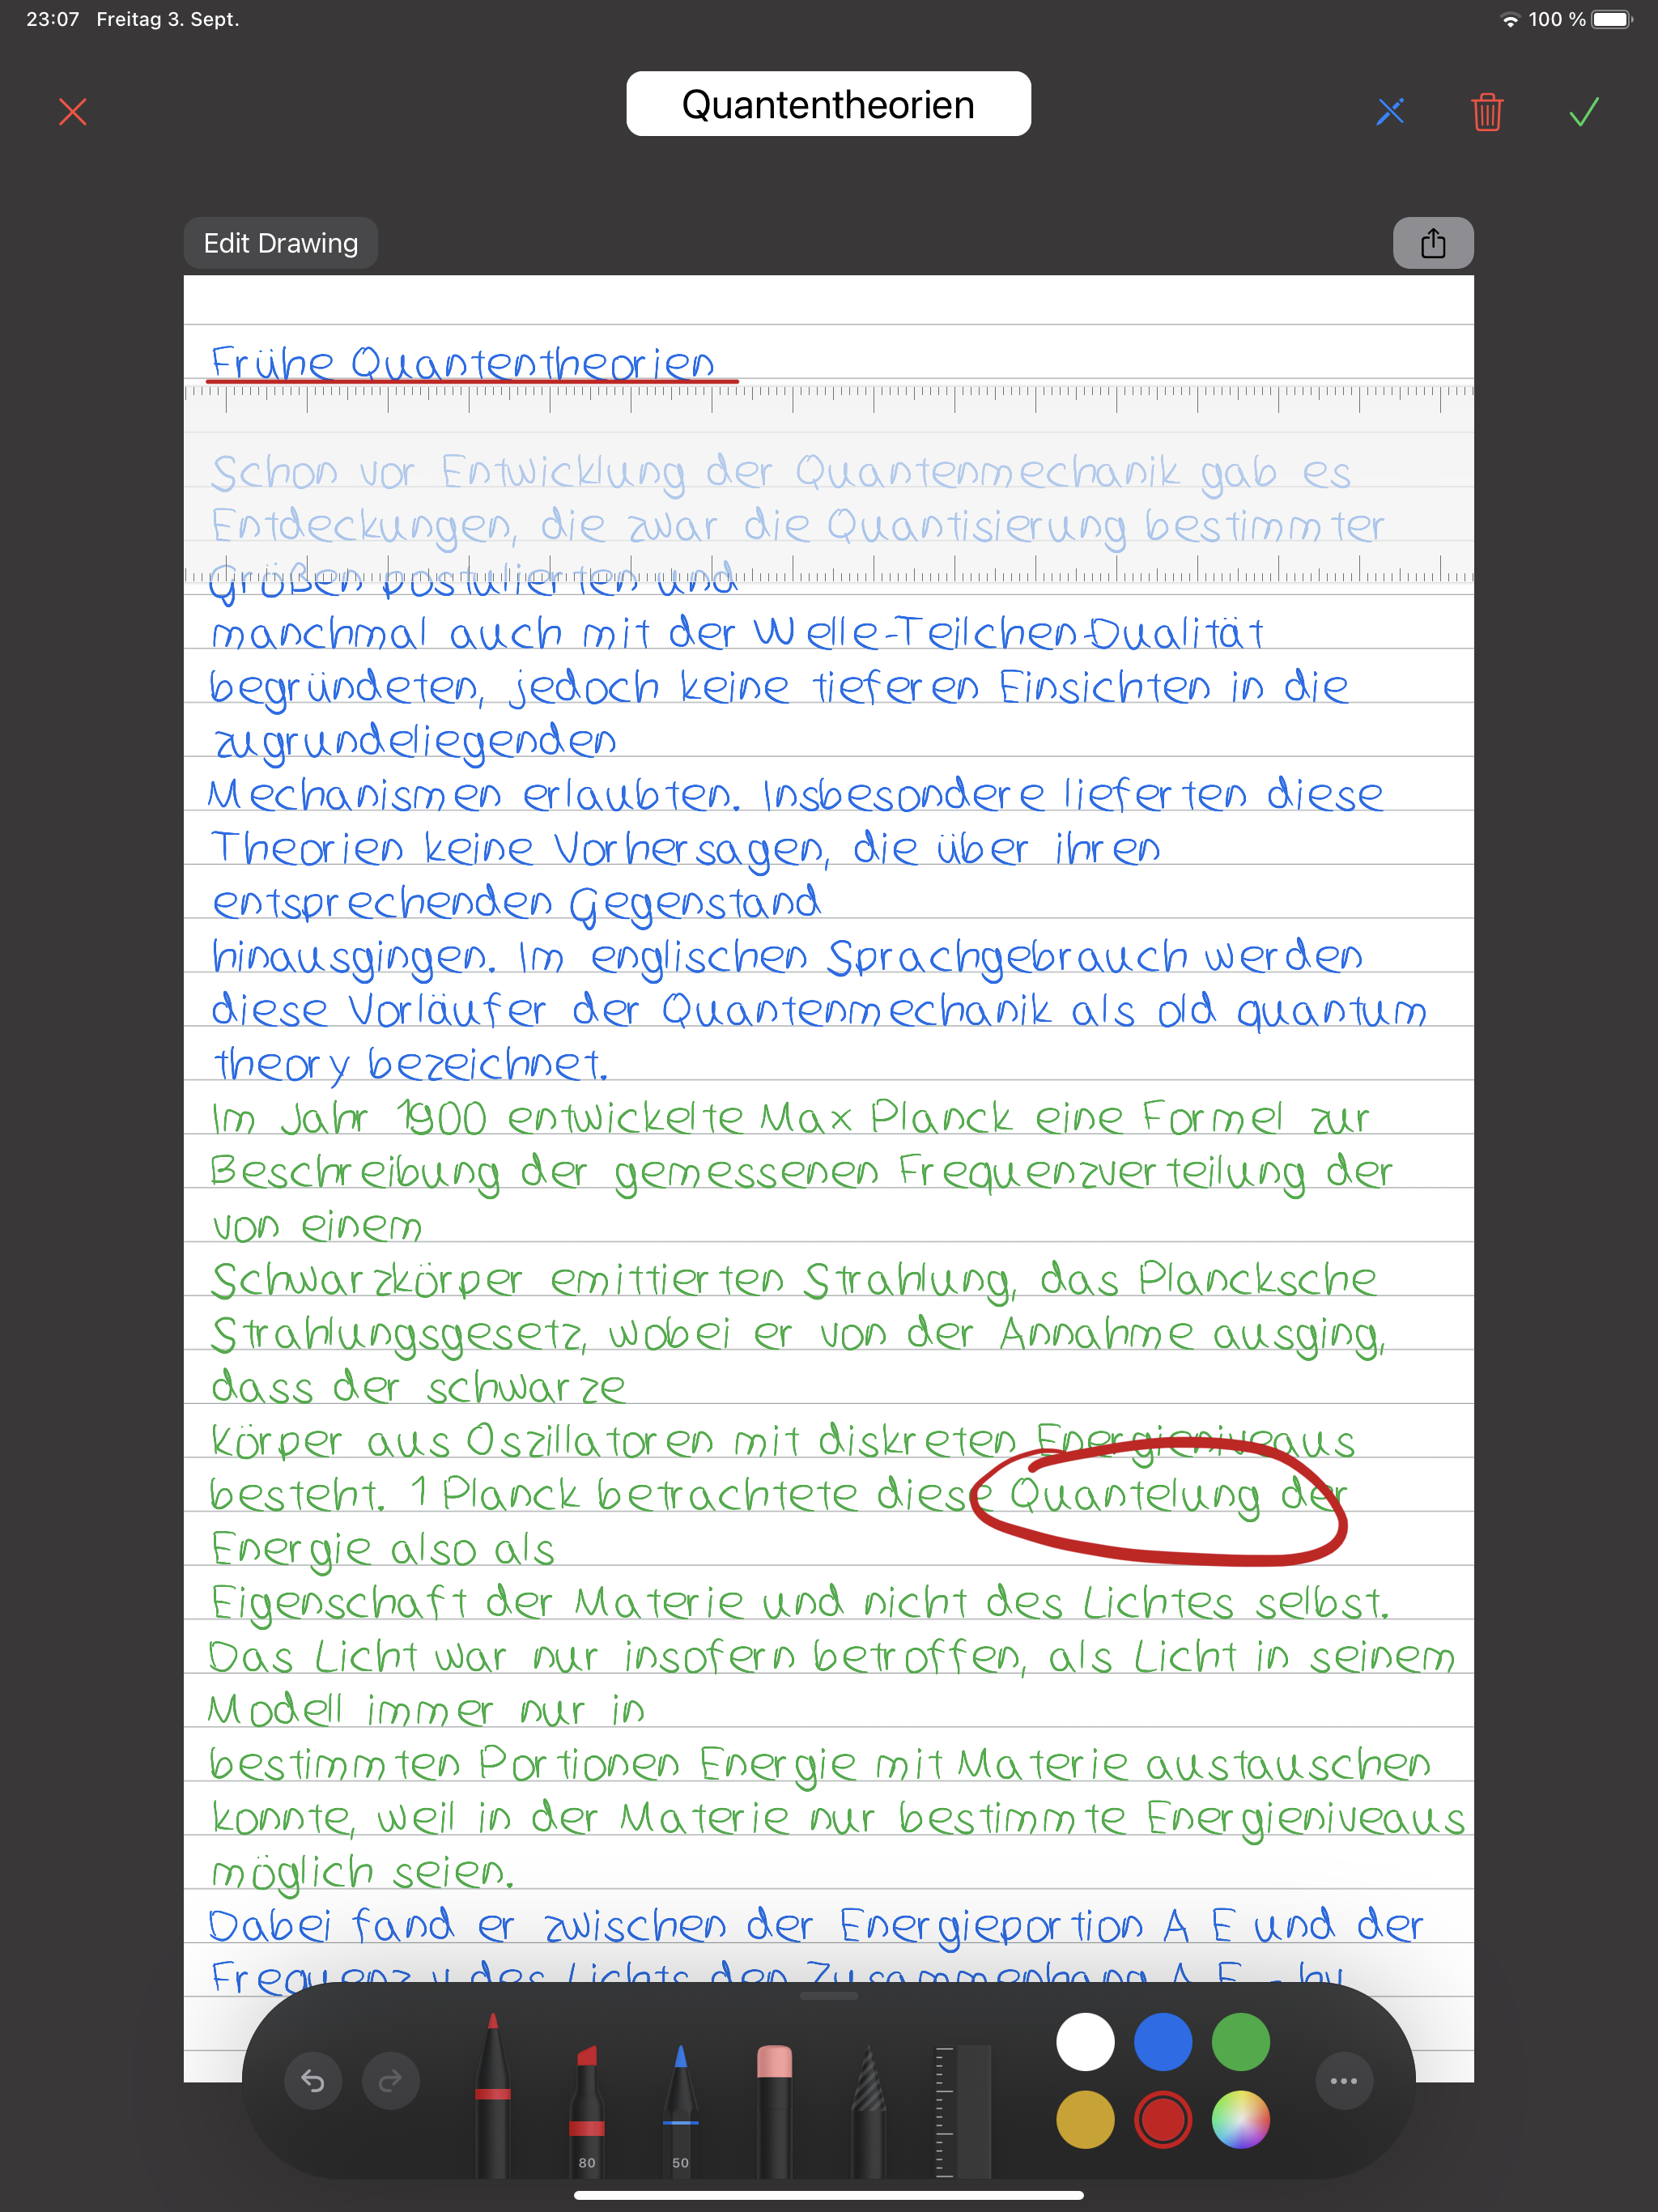 23:07 Freitag 3. Sept. 100 %
Quantentheorien
Edit Drawing
Frühe Quantentheorien
Schon vor Entwicklung der Quantenmechanik gab es
Entdeckungen, die zwar die Quantisierung bestimmter
Größen postulierten und
manchmal auch mit der Welle-Teilchen-Dualität
begründeten, jedoch keine tieferen Einsichten in die
zugrundeliegenden
Mechanismen erlaubten. Insbesondere lieferten diese
Theorien keine Vorhersagen, die über ihren
entsprechenden Gegenstand
hinausgingen. Im englischen Sprachgebrauch werden
diese Vorläufer der Quantenmechanik als old quantum
theory bezeichnet.
Im Jahr 1900 entwickelte Max Planck eine Formel zur
Beschreibung der gemessenen Frequenzverteilung der
von einem
Schwarzkörper emittierten Strahlung, das Plancksche
Strahlungsgesetz, wobei er von der Annahme ausging,
dass der schwarze
Körper aus Oszillatoren mit diskreten Energieniveaus
besteht. 1 Planck betrachtete diese Quantelung der
Energie also als
Eigenschaft der Materie und nicht des Lichtes selbst.
Das Licht war nur insofern betroffen, als Licht in seinem
Modell immer nur in
bestimmten Portionen Energie mit Materie austauschen
konnte, weil in der Materie nur bestimmte Energieniveaus
möglich seien.
Dabei fand er zwischen der Energieportion A E und der
Frequenz v des Lichts den Zusammenhang A E - hv
80 50